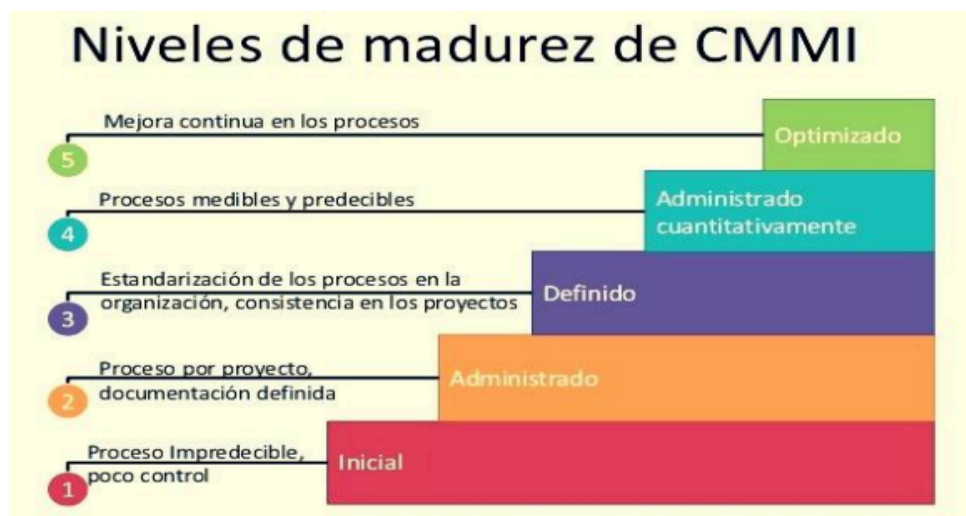 Niveles de madurez de CMMI
Mejora continua en los procesos
5
Optimizado
Procesos medibles y predecibles
4
Administrado
cuantitativamente
Estandarización de los procesos en la
organización, consistencia en los proyectos
3
Definido
Proceso por proyecto,
documentación definida
2
Administrado
Proceso Impredecible,
poco control
1
Inicial